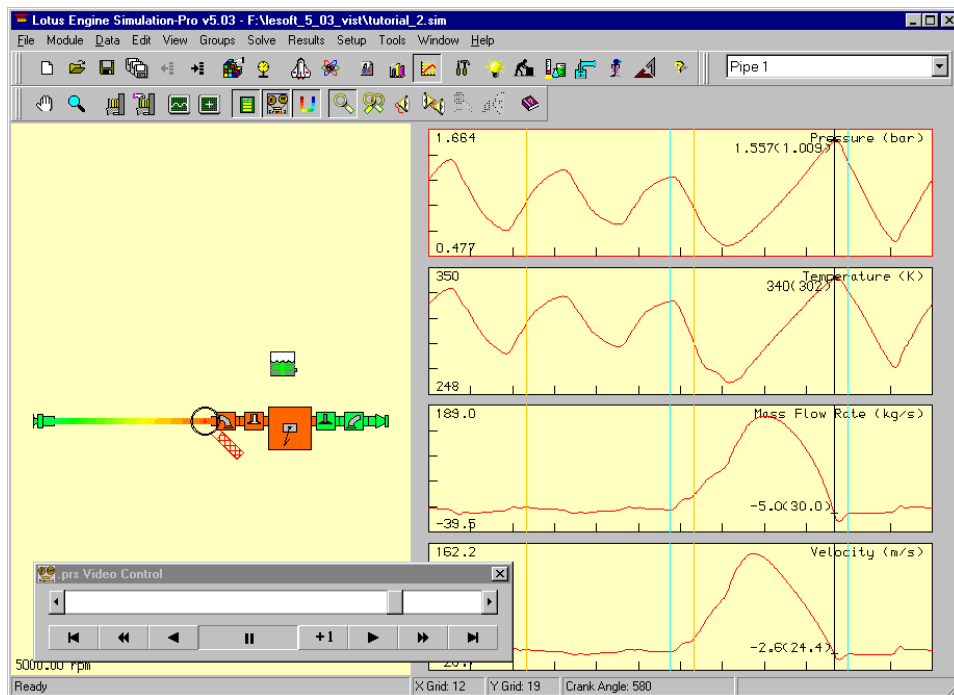 Lotus Engine Simulation-Pro v5.03 - F:\lesoft_5_03_vist\tutorial_2.sim
File Module Data Edit View Groups Solve Results Setup Tools Window Help
Pipe 1
1.664 Pressure (bar)
1.557(1.009)
0.477
350 Temperature (K)
340(302)
248
189.0 Mass Flow Rate (kg/s)
-5.0(30.0)
-39.5
162.2 Velocity (m/s)
-2.6(24.4)
.prs Video Control
+1
5000.00 rpm
Ready X Grid: 12 Y Grid: 19 Crank Angle: 580